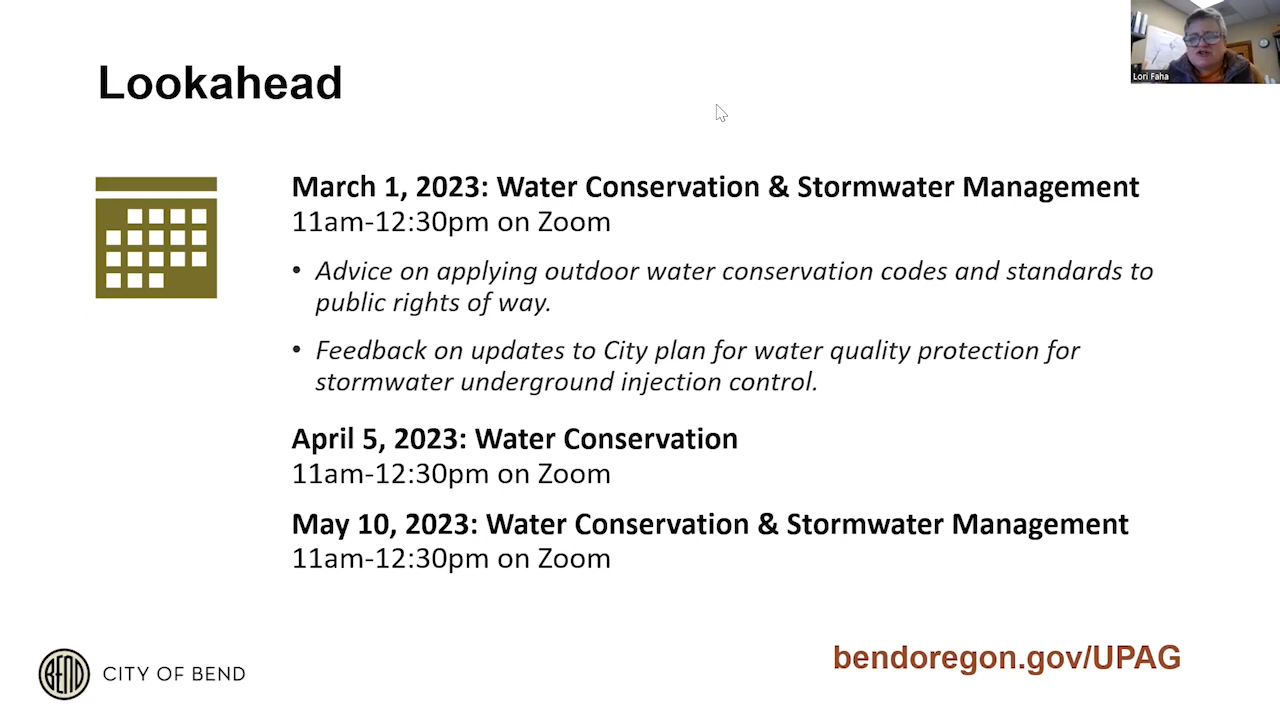 Lookahead
Lori Faha
March 1, 2023: Water Conservation & Stormwater Management
11am-12:30pm on Zoom
• Advice on applying outdoor water conservation codes and standards to
public rights of way.
• Feedback on updates to City plan for water quality protection for
stormwater underground injection control.
April 5, 2023: Water Conservation
11am-12:30pm on Zoom
May 10, 2023: Water Conservation & Stormwater Management
11am-12:30pm on Zoom
BEND
CITY OF BEND
bendoregon.gov/UPAG